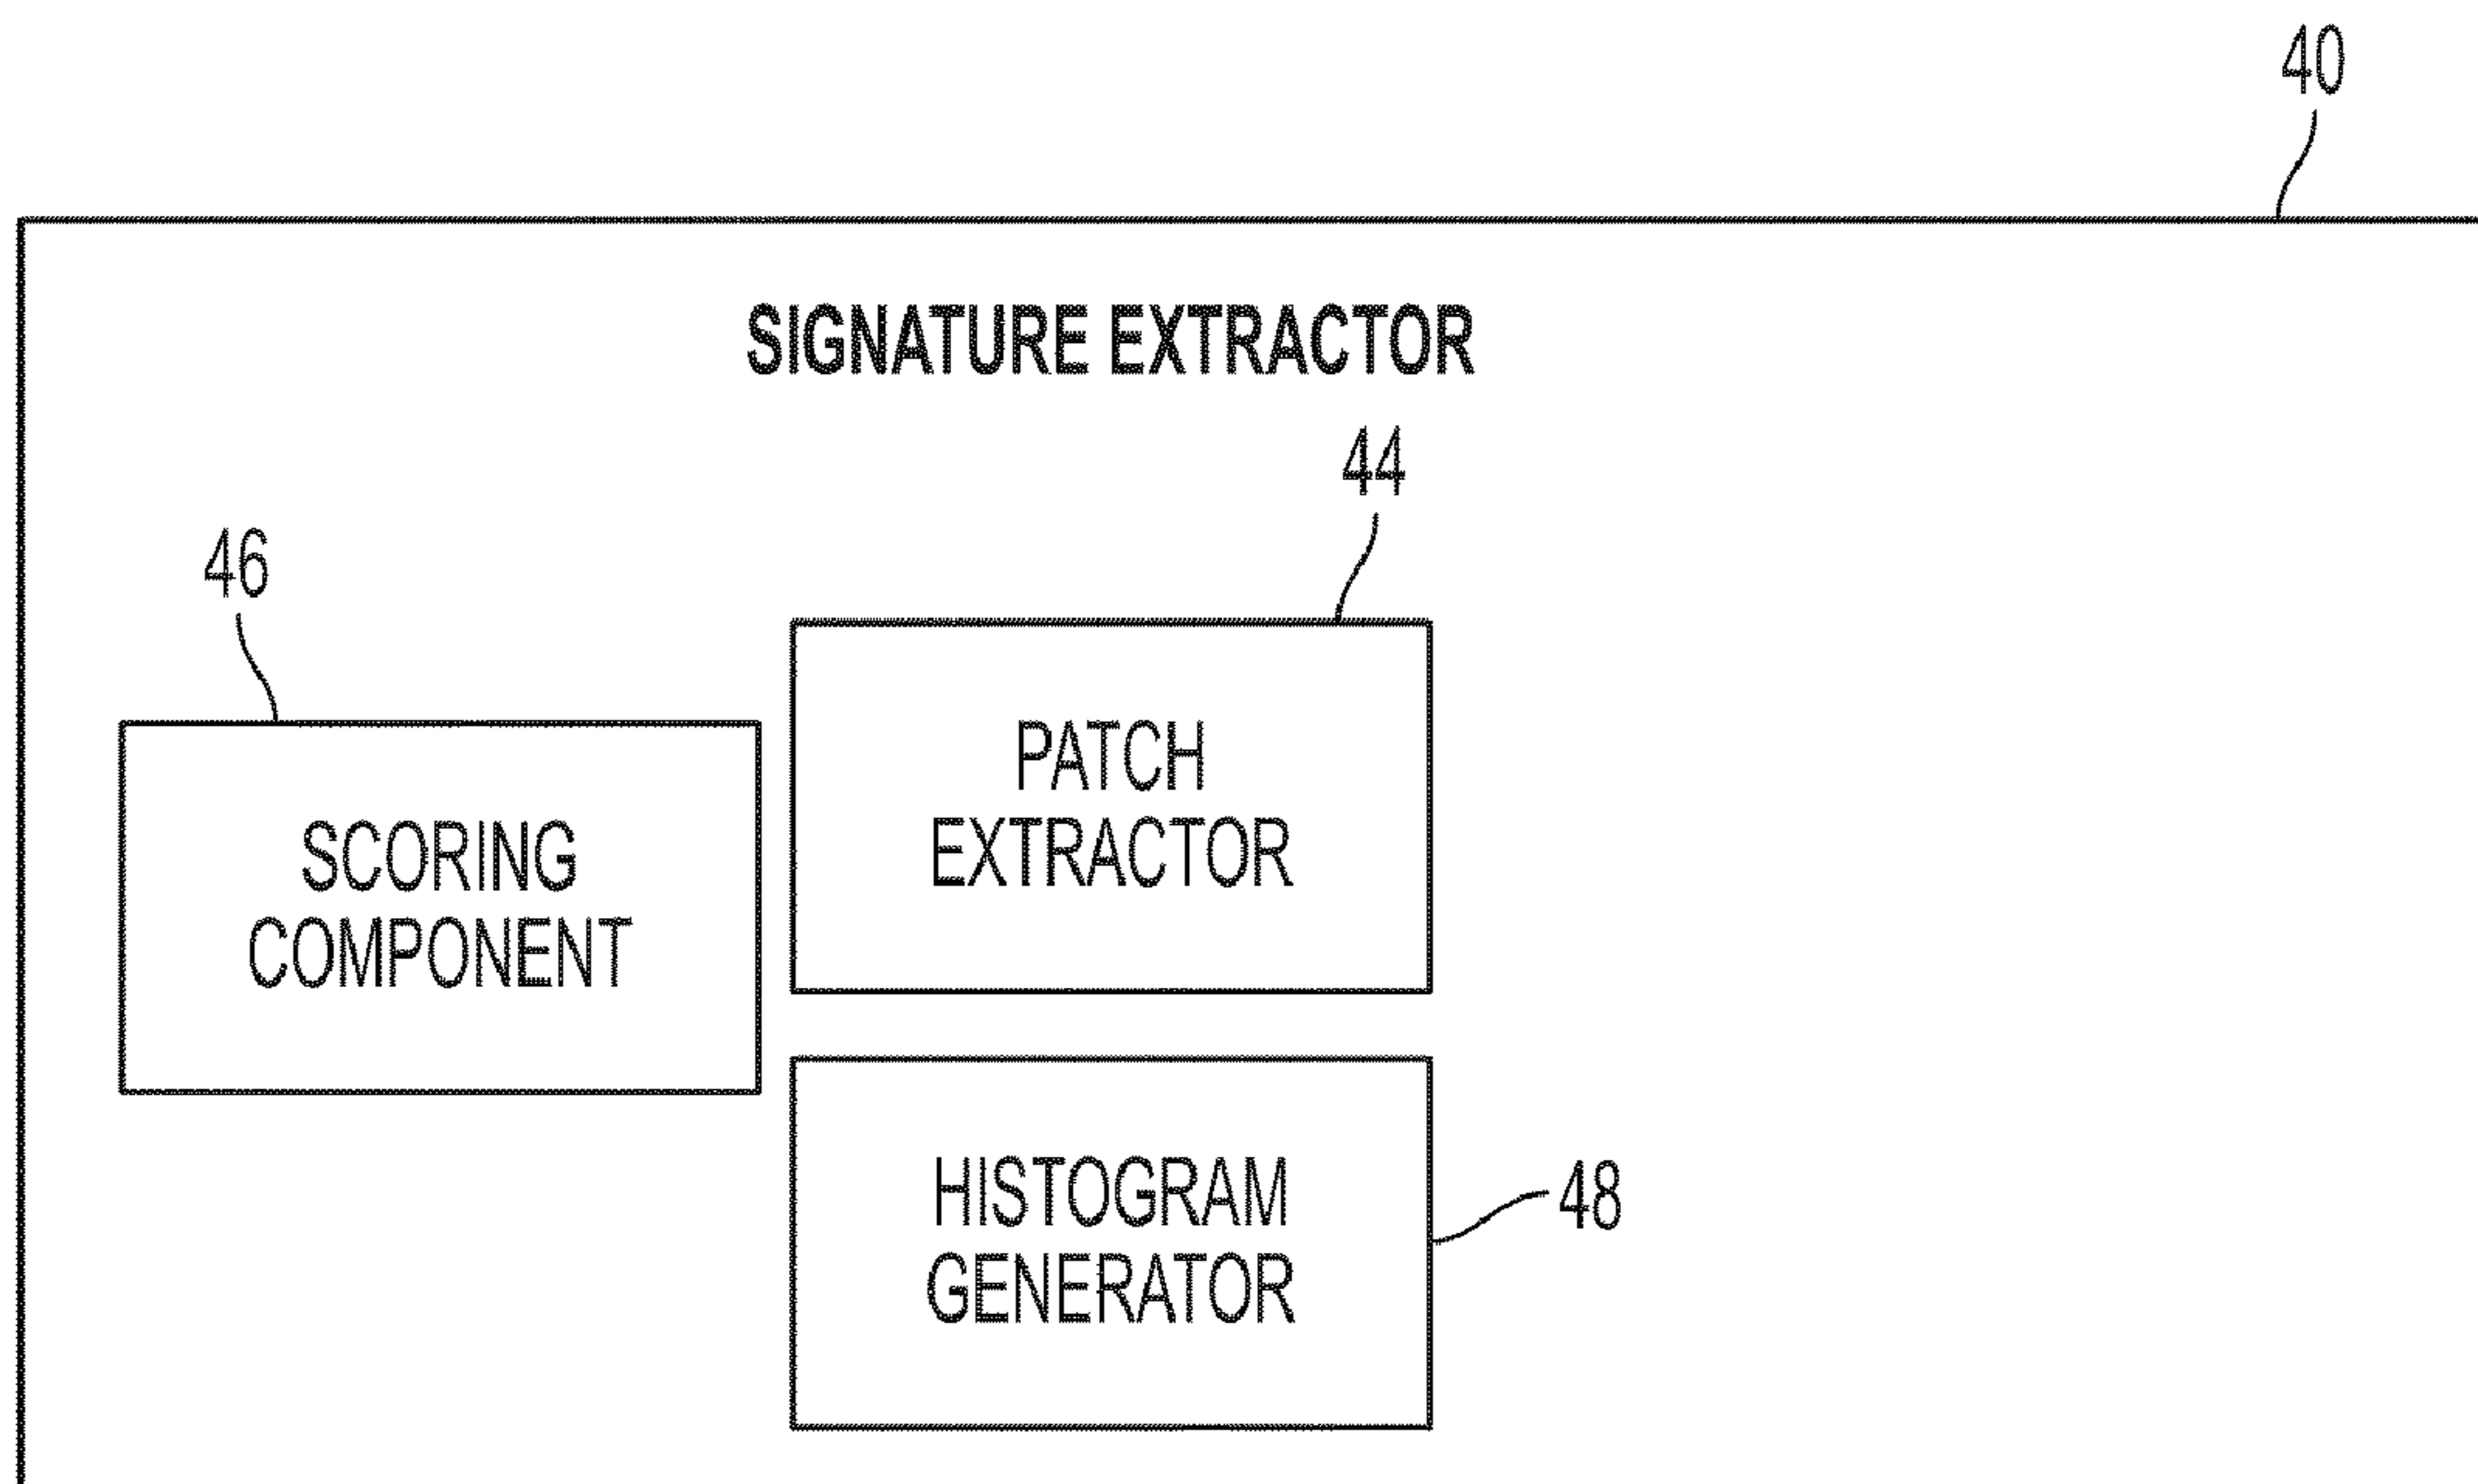 40
SIGNATURE EXTRACTOR
44
46
PATCH
EXTRACTOR
SCORING
COMPONENT
HISTOGRAM
GENERATOR
48